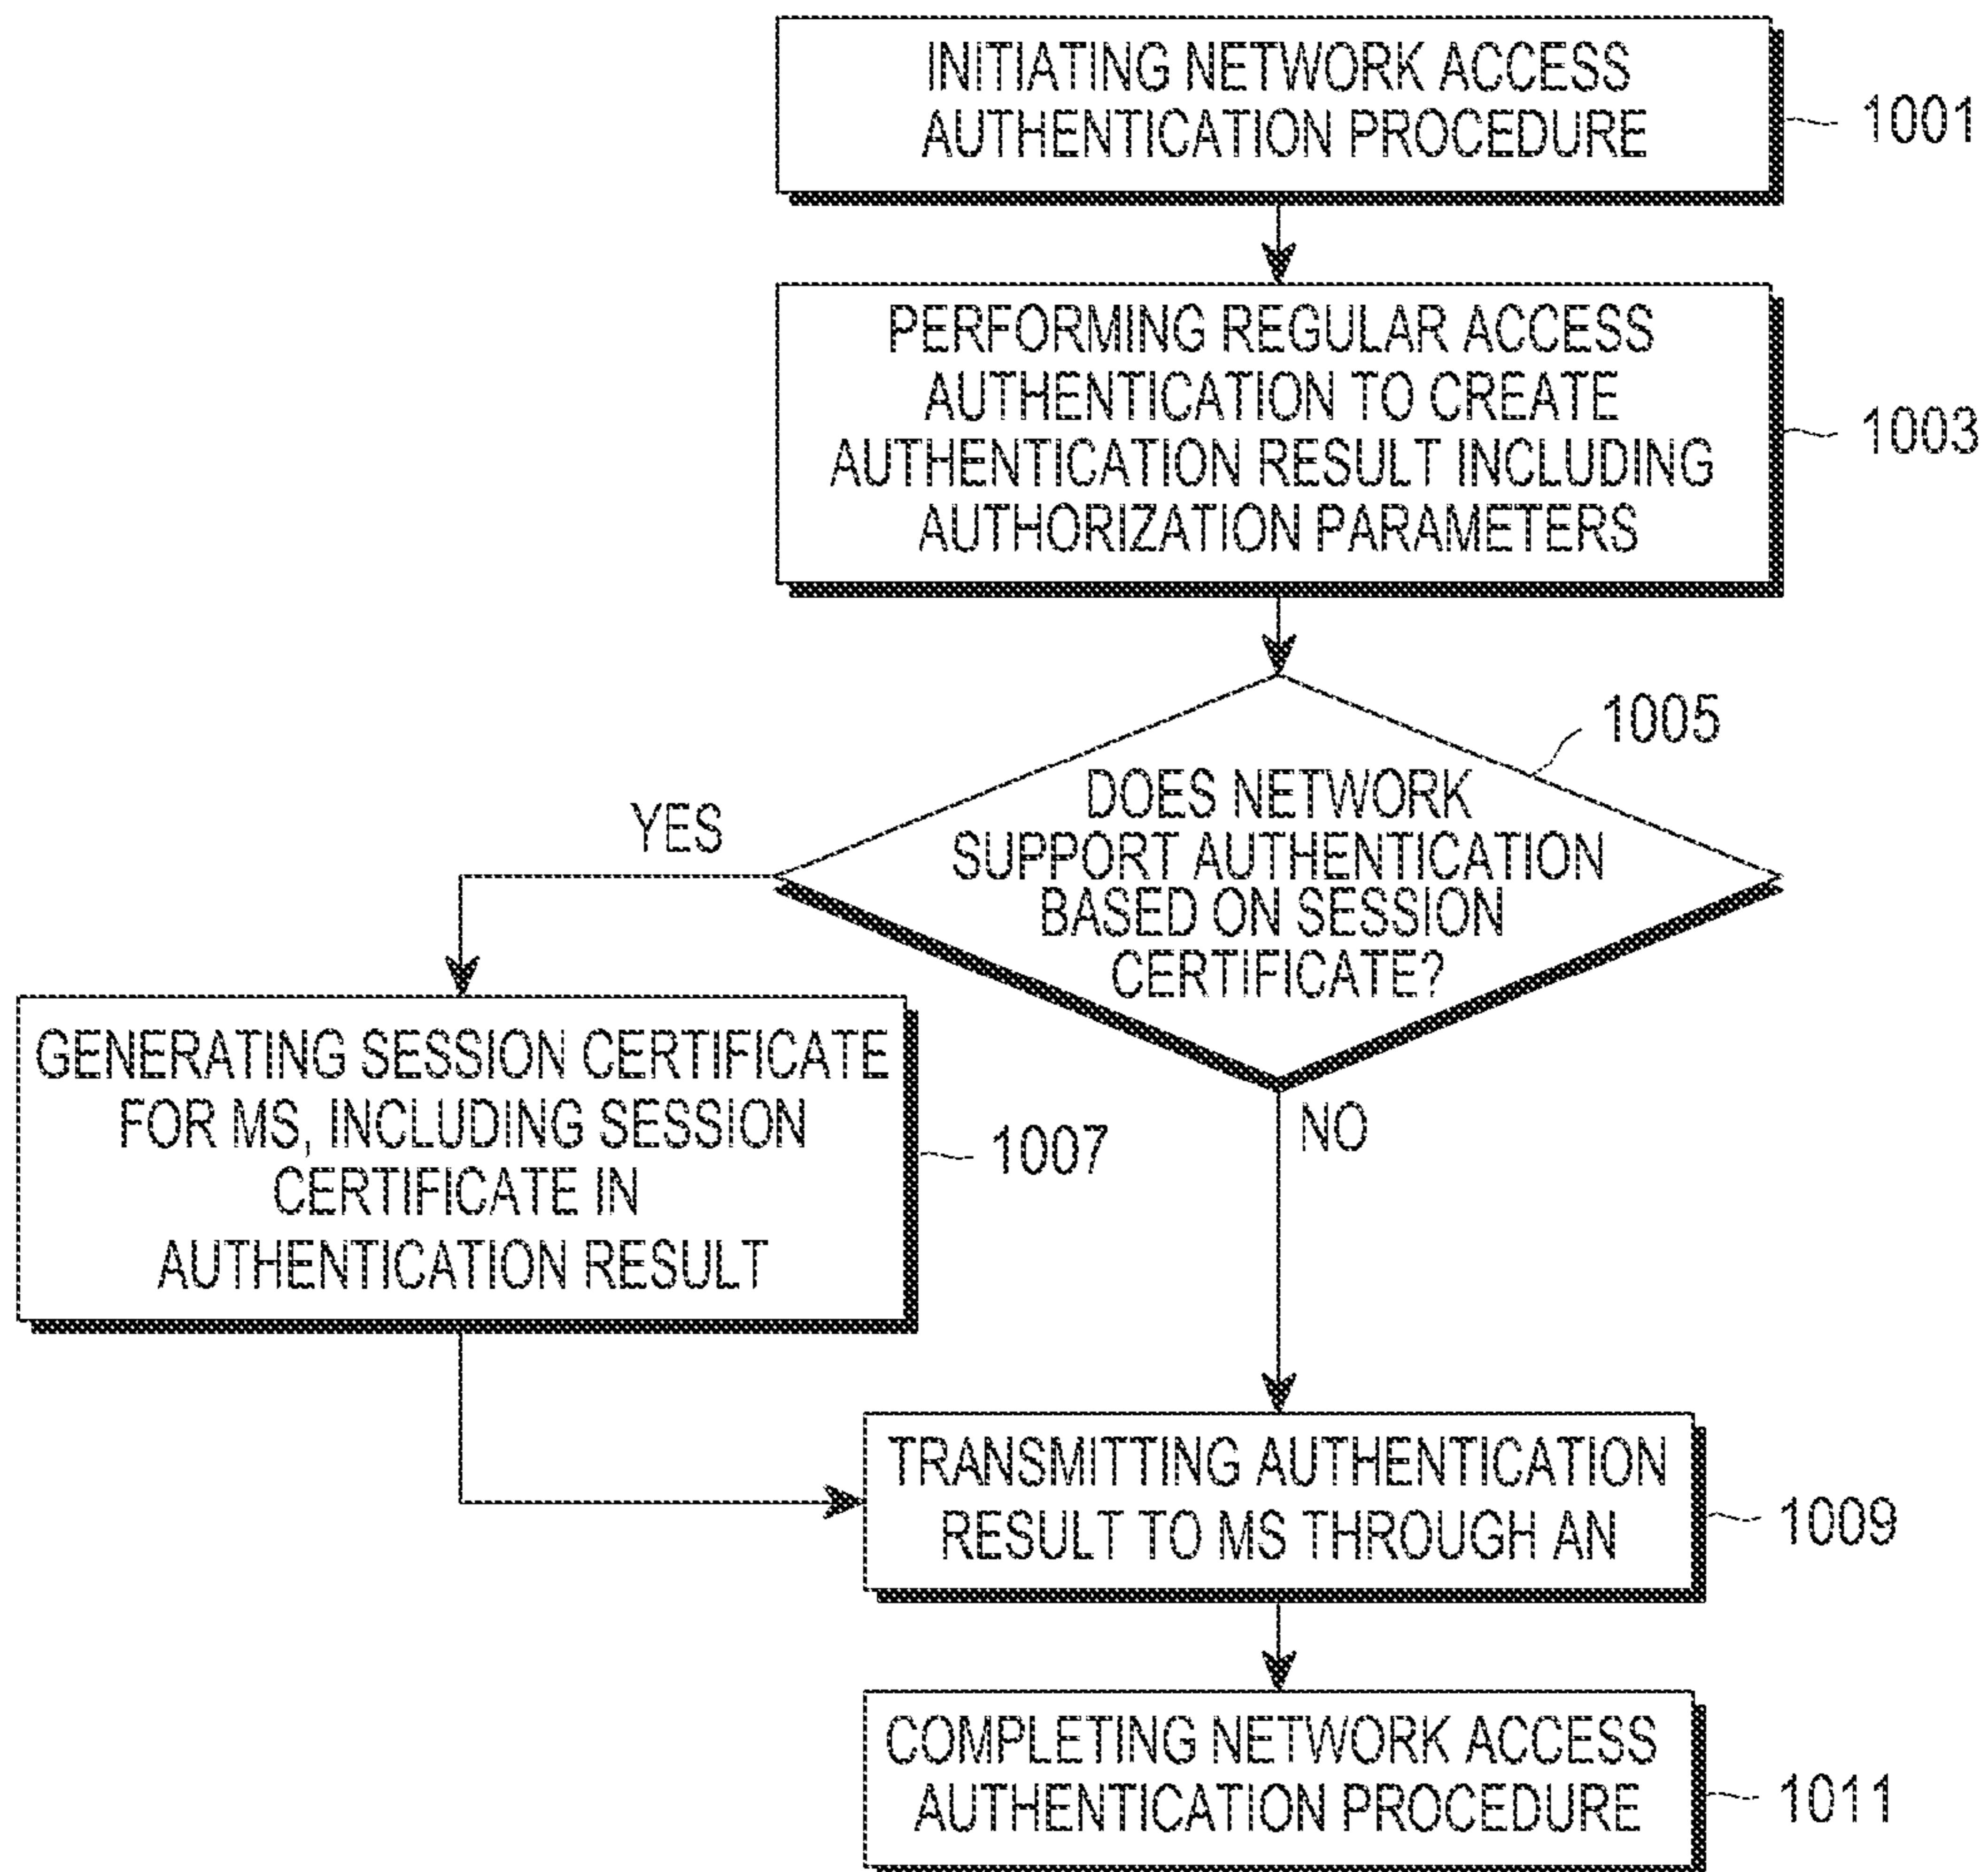 INITIATING NETWORK ACCESS
AUTHENTICATION PROCEDURE
1001
PERFORMING REGULAR ACCESS
AUTHENTICATION TO CREATE
AUTHENTICATION RESULT INCLUDING
AUTHORIZATION PARAMETERS
1003
1005
DOES NETWORK
SUPPORT AUTHENTICATION
BASED ON SESSION
CERTIFICATE?
YES
NO
GENERATING SESSION CERTIFICATE
FOR MS, INCLUDING SESSION
CERTIFICATE IN
AUTHENTICATION RESULT
1007
TRANSMITTING AUTHENTICATION
RESULT TO MS THROUGH AN
1009
COMPLETING NETWORK ACCESS
AUTHENTICATION PROCEDURE
1011